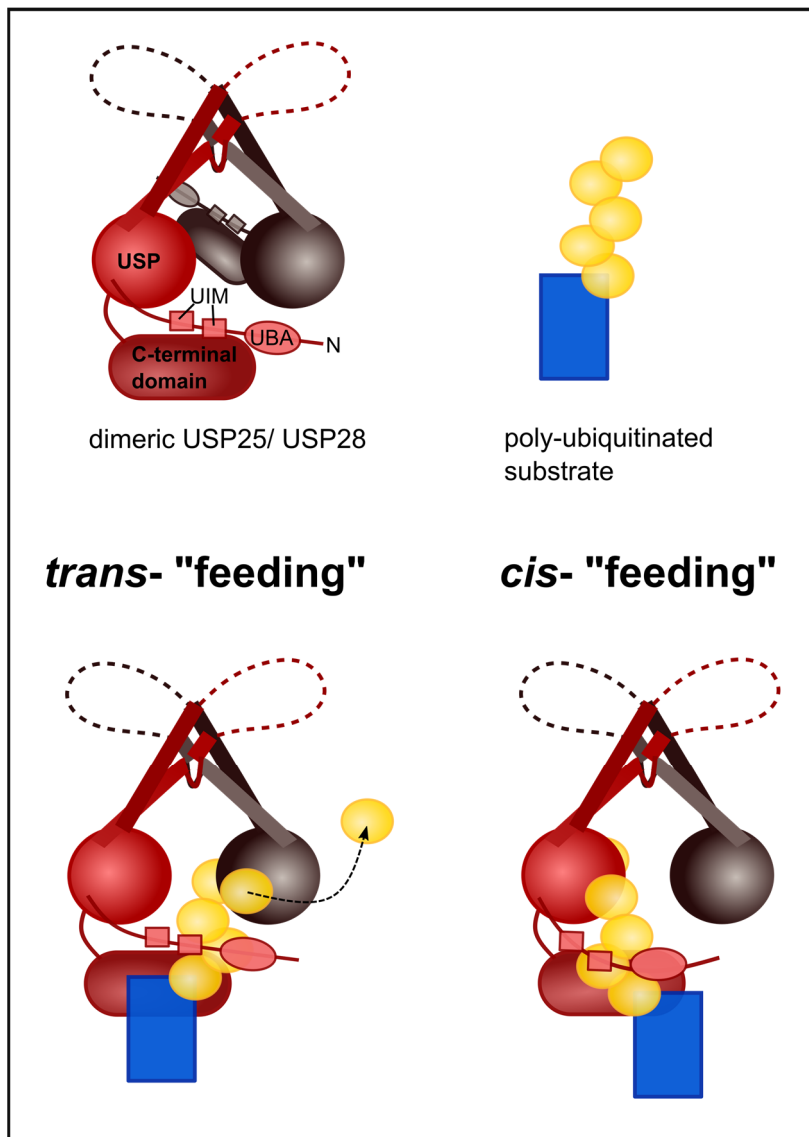 USP
UIM
UBA
N
C-terminal
domain
dimeric USP25/ USP28
poly-ubiquitinated
substrate
trans- "feeding"
cis- "feeding"